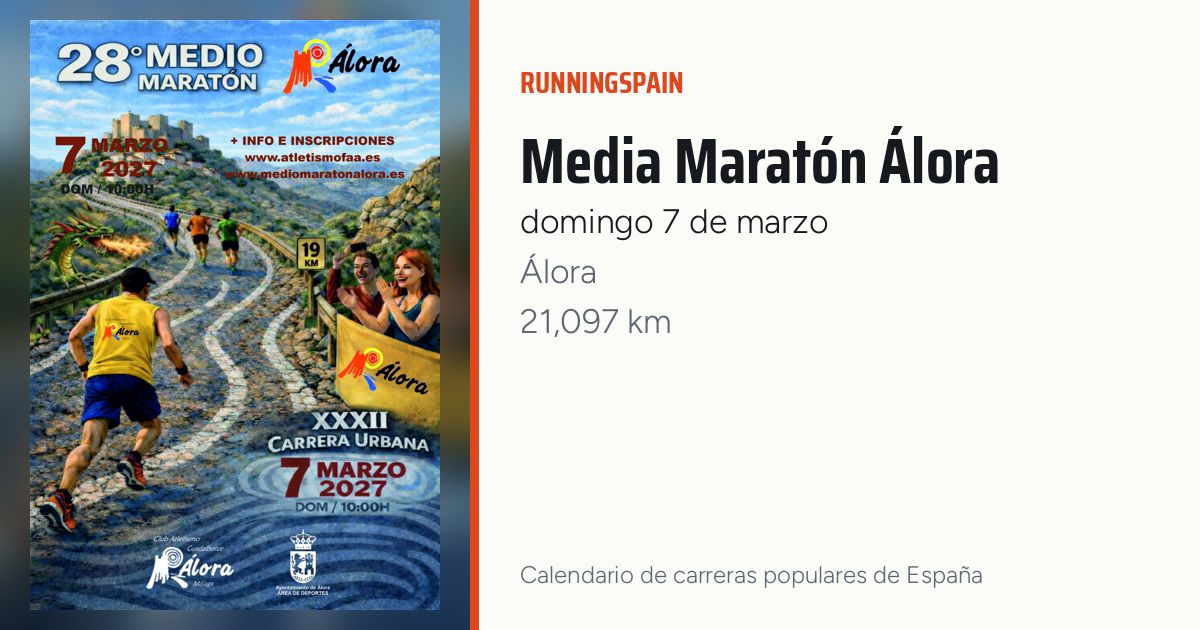 28º MEDIO
MARATÓN
Álora
7 MARZO
2027
DOM / 10:00H
+ INFO E INSCRIPCIONES
www.atletismofaa.es
www.mediomaratonalora.es
19
KM
Álora
Álora
XXXII
CARRERA URBANA
7 MARZO
2027
DOM / 10:00H
Club Atletismo
Guadalhorce
Álora
Málaga
Ayuntamiento de Álora
ÁREA DE DEPORTES
RUNNINGSPAIN
Media Maratón Álora
domingo 7 de marzo
Álora
21,097 km
Calendario de carreras populares de España